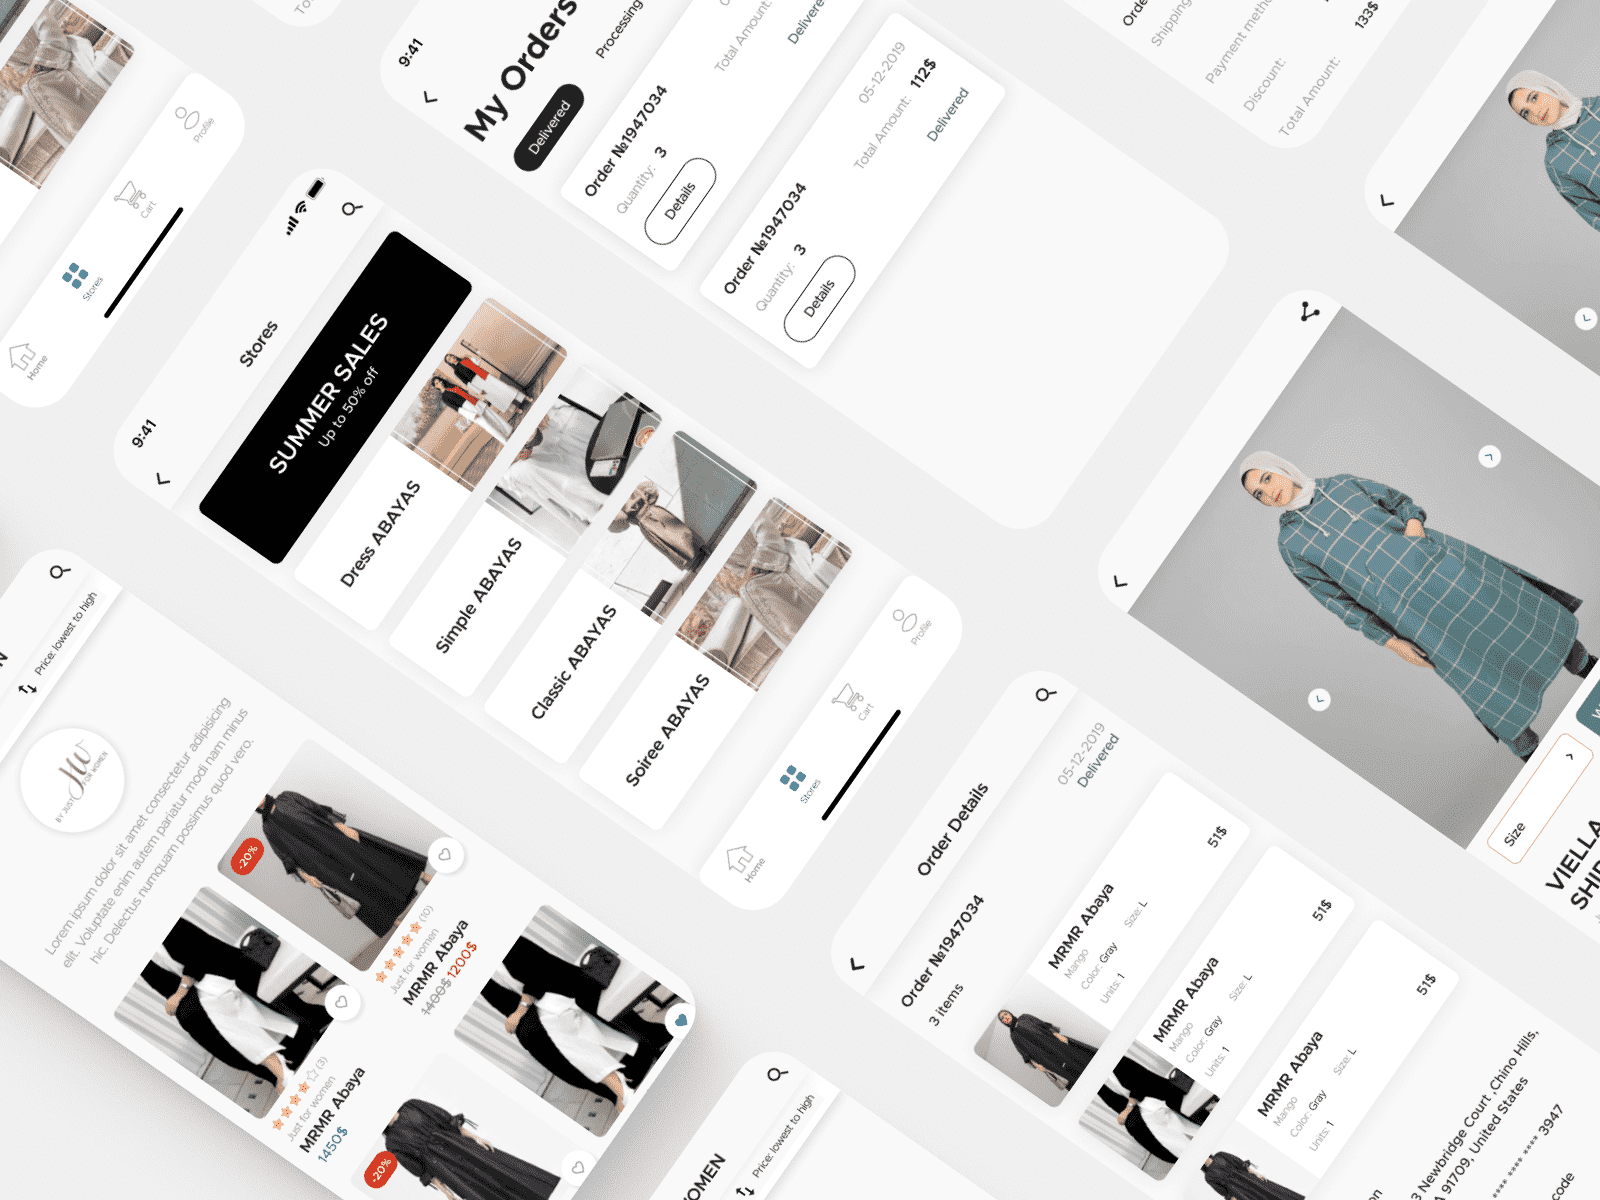 Profile
Cart
Stores
Home
9:41
My Orders
Delivered
Processing
Total Amount:
Delivered
Order №1947034
Quantity: 3
Details
05-12-2019
Total Amount: 112$
Delivered
Order №1947034
Quantity: 3
Details
Shipping
Payment
Discount:
Total Amount:
133$
9:41
Stores
SUMMER SALES
Up to 50% off
Dress ABAYAS
Simple ABAYAS
Classic ABAYAS
Soiree ABAYAS
Home
Stores
Cart
Profile
Price: lowest to high
BY JUST FOR WOMEN
Lorem ipsum dolor sit amet consectetur adipisicing
elit. Voluptate enim autem pariatur modi nam minus
hic. Delectus numquam possimus quod vero.
-20%
(10)
Just for women
MRMR Abaya
1400$ 1200$
(3)
Just for women
MRMR Abaya
1450$
-20%
Price: lowest to high
Order Details
Order №1947034
3 items
05-12-2019
Delivered
MRMR Abaya
Mango
Color: Gray Size: L
Units: 1
51$
MRMR Abaya
Mango
Color: Gray Size: L
Units: 1
51$
MRMR Abaya
Mango
Color: Gray Size: L
Units: 1
51$
Newbridge Court ,Chino Hills,
91709, United States
**** **** 3947
Size
VIELLA